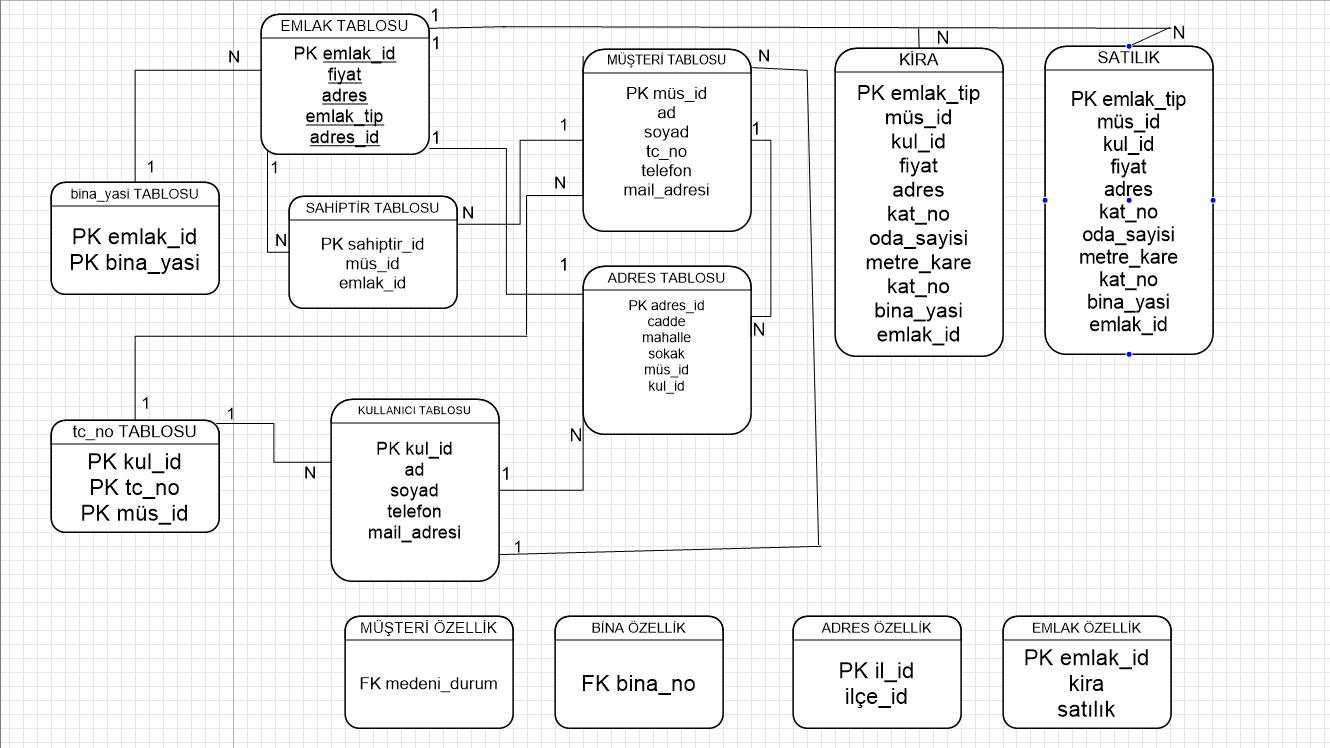 EMLAK TABLOSU
PK emlak_id
fiyat
adres
emlak_tip
adres_id
1
1
1
1
N
1
bina_yasi TABLOSU
PK emlak_id
PK bina_yasi
SAHİPTİR TABLOSU
PK sahiptir_id
müs_id
emlak_id
N
N
1
N
MÜŞTERİ TABLOSU
PK müs_id
ad
soyad
tc_no
telefon
mail_adresi
N
1
1
ADRES TABLOSU
PK adres_id
cadde
mahalle
sokak
müs_id
kul_id
N
N
N
KİRA
PK emlak_tip
müs_id
kul_id
fiyat
adres
kat_no
oda_sayisi
metre_kare
kat_no
bina_yasi
emlak_id
N
SATILIK
PK emlak_tip
müs_id
kul_id
fiyat
adres
kat_no
oda_sayisi
metre_kare
kat_no
bina_yasi
emlak_id
1
1
tc_no TABLOSU
PK kul_id
PK tc_no
PK müs_id
N
KULLANICI TABLOSU
PK kul_id
ad
soyad
telefon
mail_adresi
1
1
MÜŞTERİ ÖZELLİK
FK medeni_durum
BİNA ÖZELLİK
FK bina_no
ADRES ÖZELLİK
PK il_id
ilçe_id
EMLAK ÖZELLİK
PK emlak_id
kira
satılık